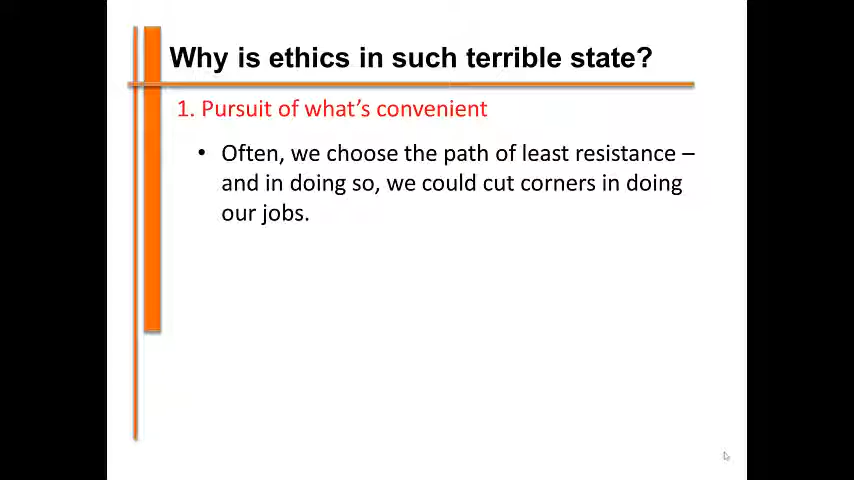 Why is ethics in such terrible state?
1. Pursuit of what's convenient
• Often, we choose the path of least resistance –
and in doing so, we could cut corners in doing
our jobs.